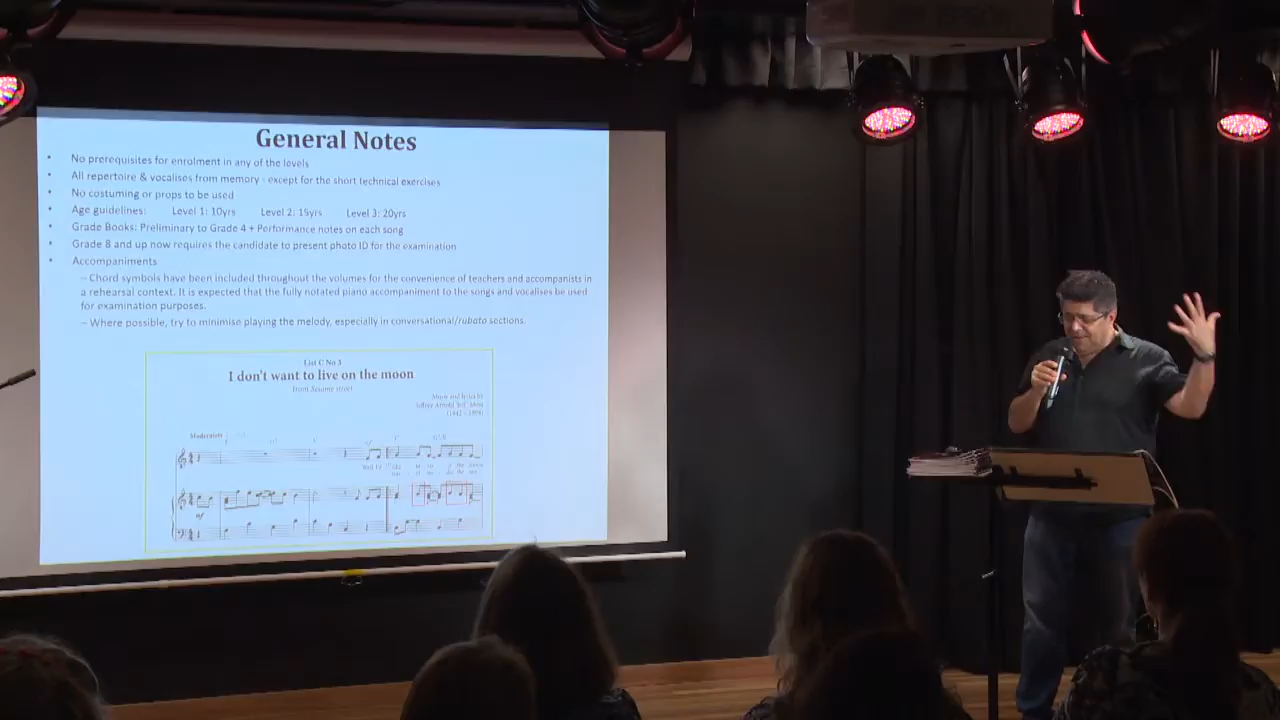 General Notes
• No prerequisites for enrolment in any of the levels
• All repertoire & vocalises from memory - except for the short technical exercises
• No costuming or props to be used
• Age guidelines: Level 1: 10yrs Level 2: 15yrs Level 3: 20yrs
• Grade Books: Preliminary to Grade 4 + Performance notes on each song
• Grade 8 and up now requires the candidate to present photo ID for the examination
• Accompaniments
– Chord symbols have been included throughout the volumes for the convenience of teachers and accompanists in
a rehearsal context. It is expected that the fully notated piano accompaniment to the songs and vocalises be used
for examination purposes.
– Where possible, try to minimise playing the melody, especially in conversational/rubato sections.
List C No 3
I don't want to live on the moon
from Sesame street
Music and lyrics by
Moderately
mf